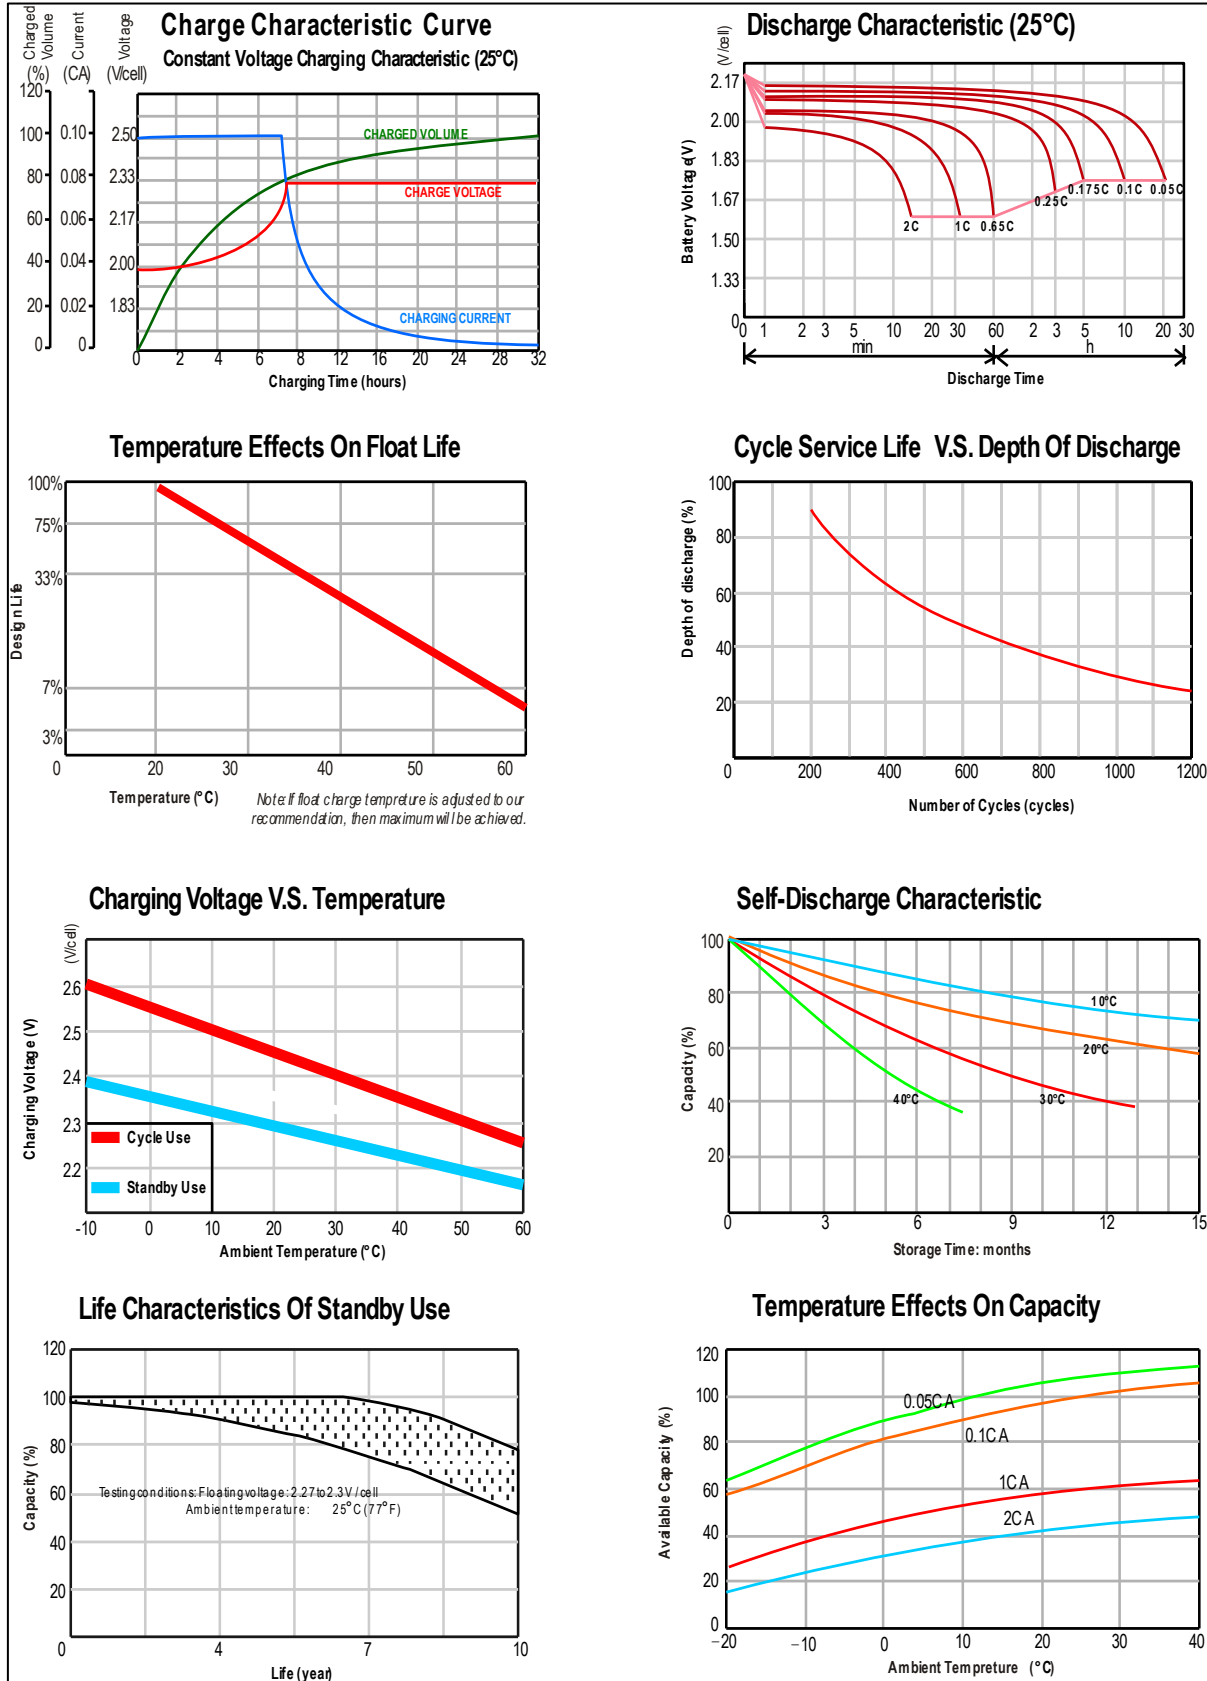 Charge Characteristic Curve
Constant Voltage Charging Characteristic (25°C)
Charged Volume
Current
Voltage
(%) (CA) (V/cell)
120
100 0.10 2.50
80 0.08 2.33
60 0.06 2.17
40 0.04 2.00
20 0.02 1.83
0 0
CHARGED VOLUME
CHARGE VOLTAGE
CHARGING CURRENT
0 2 4 6 8 12 16 20 24 28 32
Charging Time (hours)
Discharge Characteristic (25°C)
(V/cell)
Battery Voltage(V)
2.17
2.00
1.83
1.67
1.50
1.33
0
2C 1C 0.65C 0.25C 0.175C 0.1C 0.05C
0 1 2 3 5 10 20 30 60 2 3 5 10 20 30
min h
Discharge Time
Temperature Effects On Float Life
Design Life
100%
75%
33%
7%
3%
0 20 30 40 50 60
Temperature (°C)
Note:If float charge tempreture is adjusted to our
recommendation, then maximum will be achieved.
Cycle Service Life V.S. Depth Of Discharge
Depth of discharge (%)
100
80
60
40
20
0 200 400 600 800 1000 1200
Number of Cycles (cycles)
Charging Voltage V.S. Temperature
(V/cell)
Charging Voltage (V)
26
25
24
23
22
Cycle Use
Standby Use
-10 0 10 20 30 40 50 60
Ambient Temperature (°C)
Self-Discharge Characteristic
Capacity (%)
100
80
60
40
20
10°C
20°C
30°C
40°C
0 3 6 9 12 15
Storage Time: months
Life Characteristics Of Standby Use
Capacity (%)
120
100
80
60
40
20
Testing conditions: Floating voltage: 2.27 to 2.3V/cell
Ambient temperature: 25°C (77°F)
0 4 7 10
Life (year)
Temperature Effects On Capacity
Available Capacity (%)
120
100
80
60
40
20
0
0.05CA
0.1CA
1CA
2CA
−20 −10 0 10 20 30 40
Ambient Tempreture (°C)